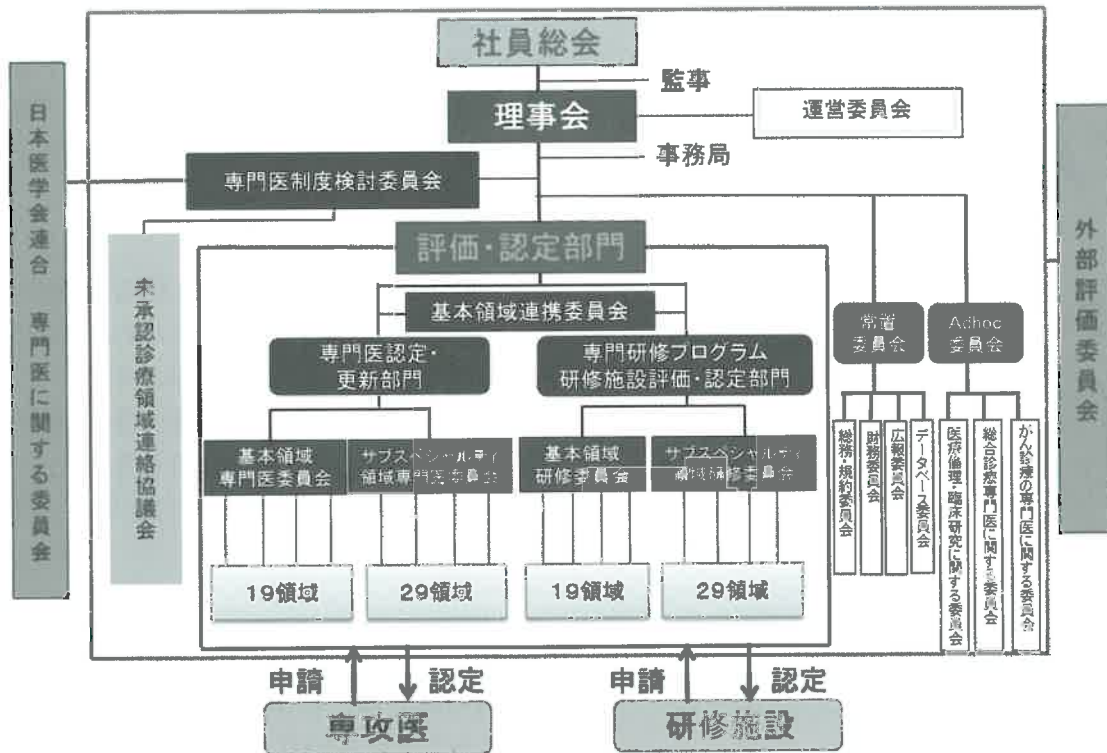 社員総会
監事
理事会
運営委員会
事務局
日本医学会連合 専門医に関する委員会
専門医制度検討委員会
未承認診療領域連絡協議会
外部評価委員会
評価・認定部門
基本領域連携委員会
専門医認定・
更新部門
専門研修プログラム
研修施設評価・認定部門
常置
委員会
Adhoc
委員会
基本領域
専門医委員会
サブスペシャルティ
領域専門医委員会
基本領域
研修委員会
サブスペシャルティ
領域研修委員会
総務・規約委員会
財務委員会
広報委員会
データベース委員会
医療倫理・臨床研究に関する委員会
総合診療専門医に関する委員会
がん診療の専門医に関する委員会
19領域
29領域
19領域
29領域
申請
認定
申請
認定
専攻医
研修施設